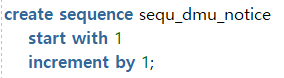 create sequence sequ_dmu_notice
start with 1
increment by 1;